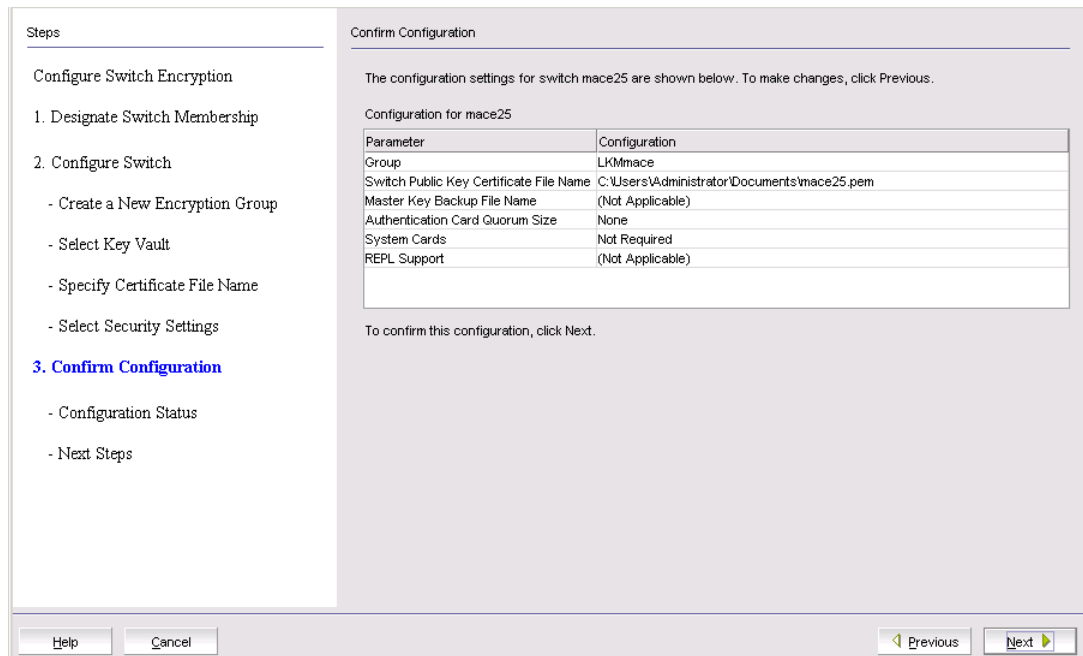 Steps
Configure Switch Encryption
1. Designate Switch Membership
2. Configure Switch
- Create a New Encryption Group
- Select Key Vault
- Specify Certificate File Name
- Select Security Settings
3. Confirm Configuration
- Configuration Status
- Next Steps
Confirm Configuration
The configuration settings for switch mace25 are shown below. To make changes, click Previous.
Configuration for mace25
Parameter Configuration
Group LKMmace
Switch Public Key Certificate File Name C:\Users\Administrator\Documents\mace25.pem
Master Key Backup File Name (Not Applicable)
Authentication Card Quorum Size None
System Cards Not Required
REPL Support (Not Applicable)
To confirm this configuration, click Next.
Help Cancel Previous Next